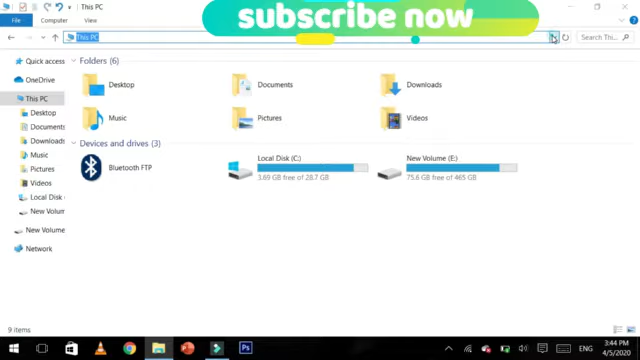 This PC
subscribe now
File
Computer
View
This PC
Search This...
Quick access
OneDrive
This PC
Desktop
Documents
Downloads
Music
Pictures
Videos
Local Disk
New Volum
New Volume
Network
Folders (6)
Desktop
Documents
Downloads
Music
Pictures
Videos
Devices and drives (3)
Bluetooth FTP
Local Disk (C:)
3.69 GB free of 28.7 GB
New Volume (E:)
75.6 GB free of 465 GB
9 items
Ps
ENG
3:44 PM
4/5/2020